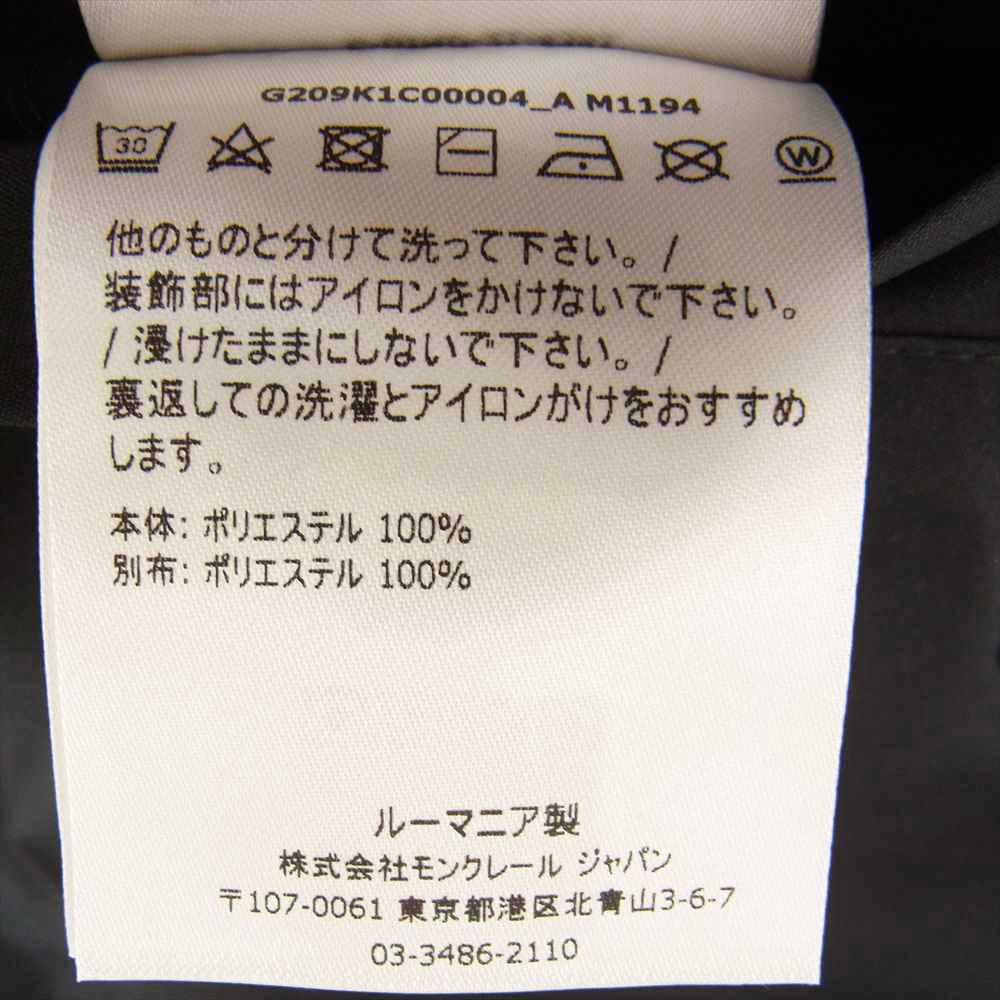 G209K1C00004_A M1194
30
W
他のものと分けて洗って下さい。/
装飾部にはアイロンをかけないで下さい。
/ 浸けたままにしないで下さい。/
裏返しての洗濯とアイロンがけをおすすめ
します。
本体: ポリエステル 100%
別布: ポリエステル 100%
ルーマニア製
株式会社モンクレール ジャパン
〒107-0061 東京都港区北青山3-6-7
03-3486-2110